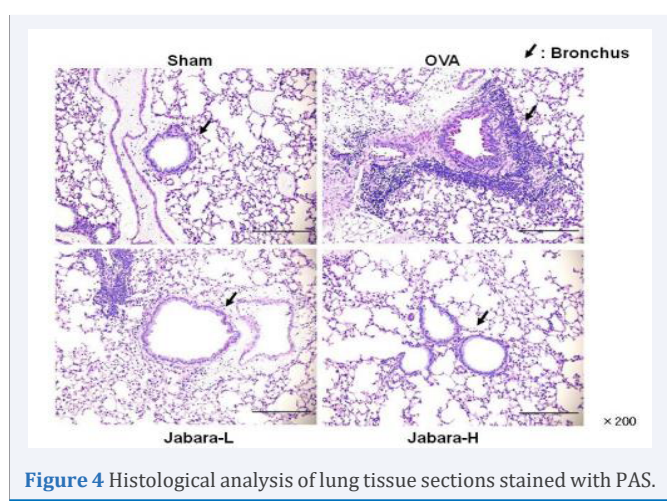 Sham
OVA
: Bronchus
Jabara-L
Jabara-H
× 200
Figure 4 Histological analysis of lung tissue sections stained with PAS.